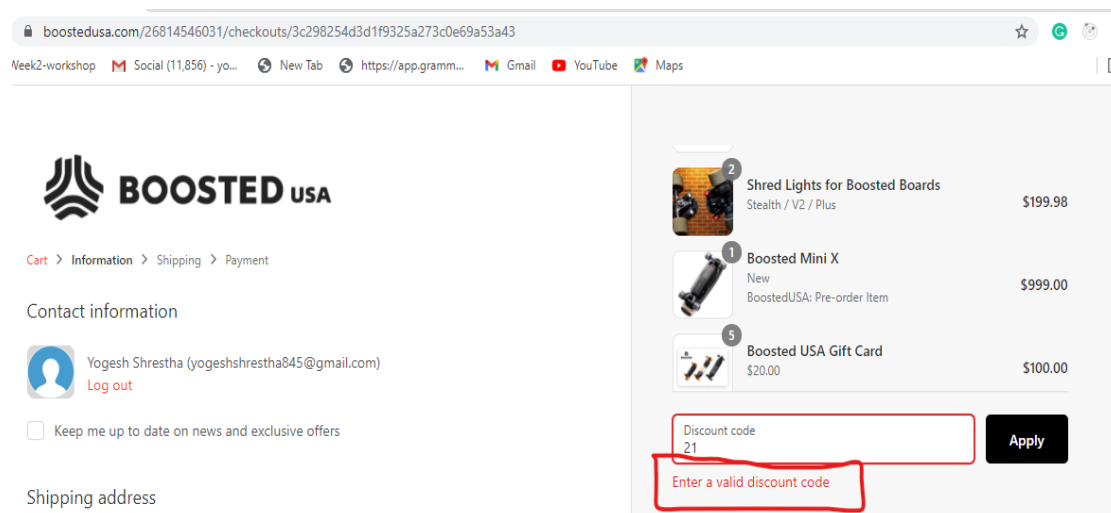 boostedusa.com/26814546031/checkouts/3c298254d3d1f9325a273c0e69a53a43
Week2-workshop Social (11,856) - yo... New Tab https://app.gramm... Gmail YouTube Maps
BOOSTED USA
Cart > Information > Shipping > Payment
Contact information
Yogesh Shrestha (yogeshshrestha845@gmail.com)
Log out
Keep me up to date on news and exclusive offers
Shipping address
2
Shred Lights for Boosted Boards
Stealth / V2 / Plus
$199.98
1
Boosted Mini X
New
BoostedUSA: Pre-order Item
$999.00
5
Boosted USA Gift Card
$20.00
$100.00
Discount code
21
Apply
Enter a valid discount code